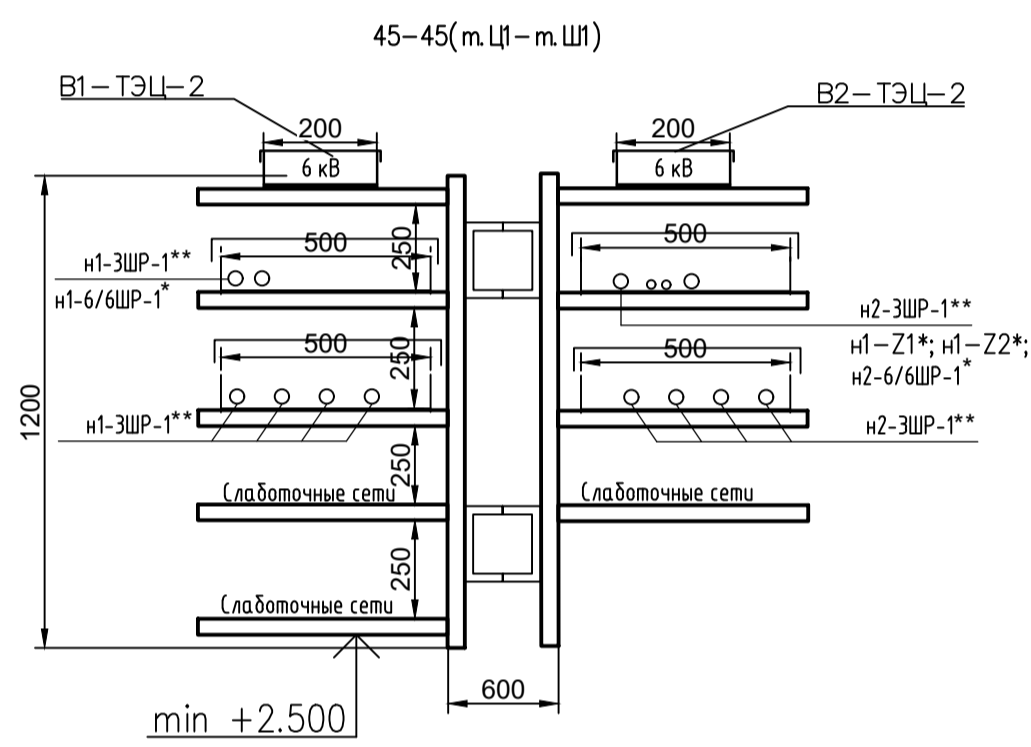 45-45(т.Ц1-т.Ш1)
В1-ТЭЦ-2
В2-ТЭЦ-2
200
200
6 кВ
6 кВ
250
500
500
н1-3ШР-1**
н1-6/6ШР-1*
н2-3ШР-1**
н1-Z1*; н1-Z2*;
н2-6/6ШР-1*
250
500
500
1200
н1-3ШР-1**
н2-3ШР-1**
250
Слаботочные сети
Слаботочные сети
250
Слаботочные сети
600
min +2.500